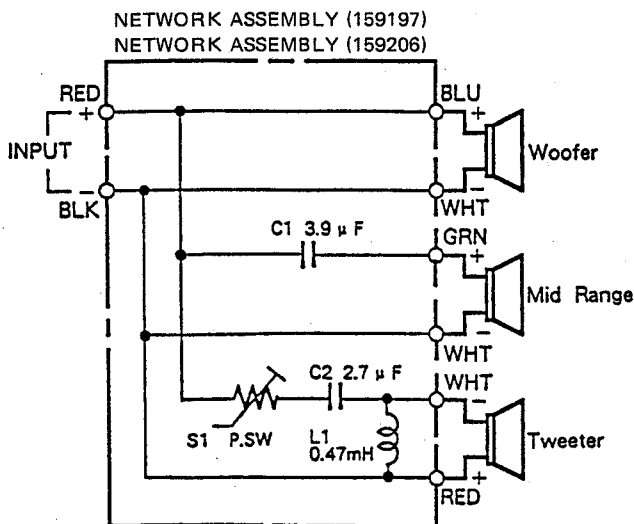 NETWORK ASSEMBLY (159197)
NETWORK ASSEMBLY (159206)
RED
+
BLU
+
INPUT
Woofer
−
BLK
−
WHT
C1 3.9 μ F
GRN
+
Mid Range
−
WHT
C2 2.7 μ F
WHT
−
S1 P.SW
L1
0.47mH
Tweeter
+
RED